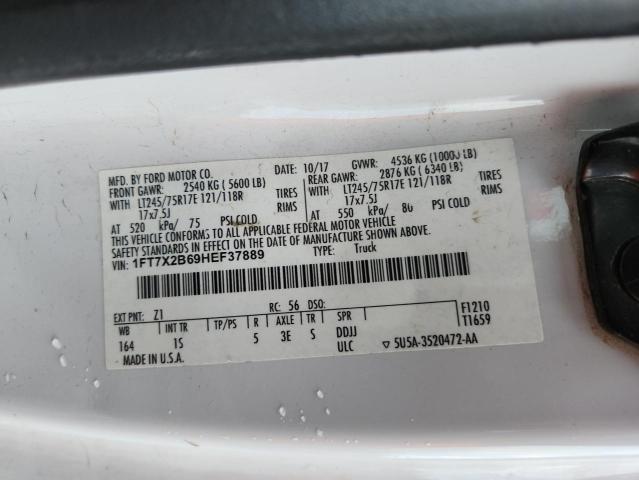 MFD. BY FORD MOTOR CO. 10/17 GVWR: 4536 KG (10000 LB)
FRONT GAWR: 2540 KG (5600 LB) REAR GAWR: 2876 KG (6340 LB)
WITH LT245/75R17E 121/118R TIRES WITH LT245/75R17E 121/118R TIRES
17x7.5J RIMS 17x7.5J RIMS
AT 520 kPa/ 75 PSI COLD AT 550 kPa/ 80 PSI COLD
THIS VEHICLE CONFORMS TO ALL APPLICABLE FEDERAL MOTOR VEHICLE
SAFETY STANDARDS IN EFFECT ON THE DATE OF MANUFACTURE SHOWN ABOVE.
VIN: 1FT7X2B69HEF37889 TYPE: Truck
EXT PNT: Z1 RC: 56 DSO:
WB INT TR TP/PS R AXLE TR SPR F1210
164 1S 5 3E S DDJJ T1659
MADE IN U.S.A. ULC ▽ 5U5A-3520472-AA